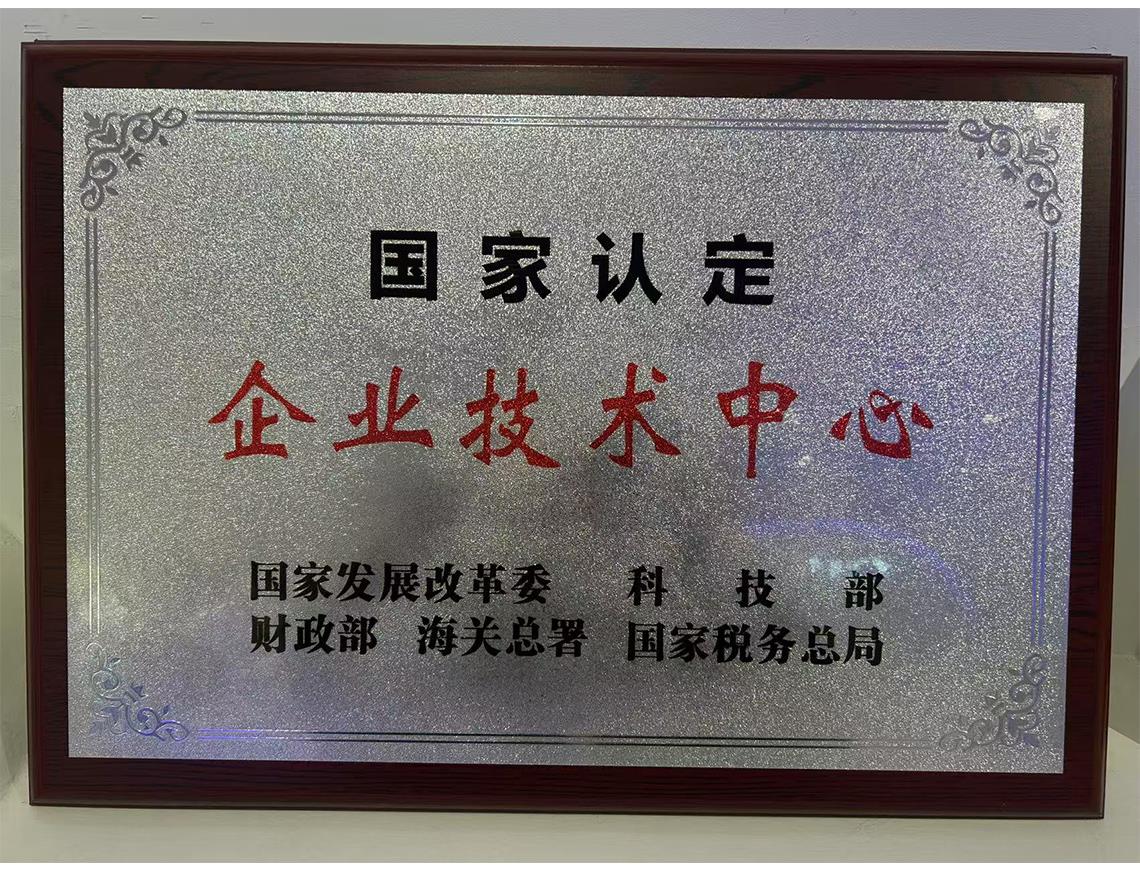 国家认定
企业技术中心
国家发展改革委 科技部
财政部 海关总署 国家税务总局